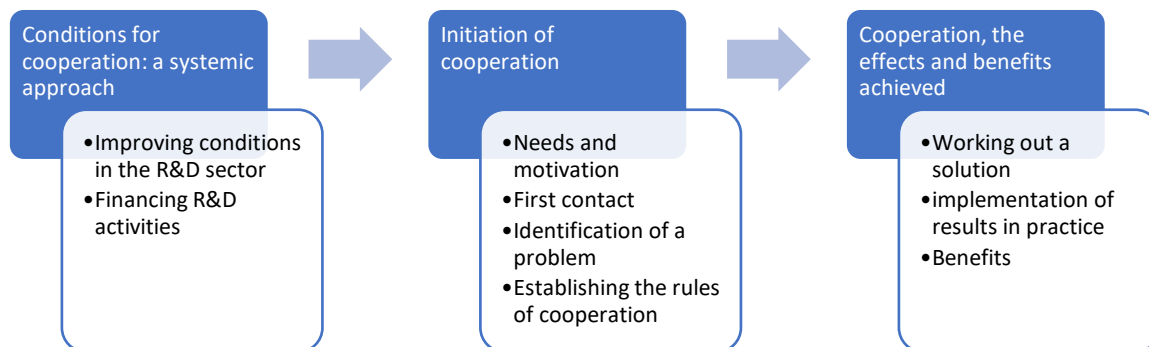 Conditions for
cooperation: a systemic
approach
•Improving conditions
in the R&D sector
•Financing R&D
activities
Initiation of
cooperation
•Needs and
motivation
•First contact
•Identification of a
problem
•Establishing the rules
of cooperation
Cooperation, the
effects and benefits
achieved
•Working out a
solution
•implementation of
results in practice
•Benefits